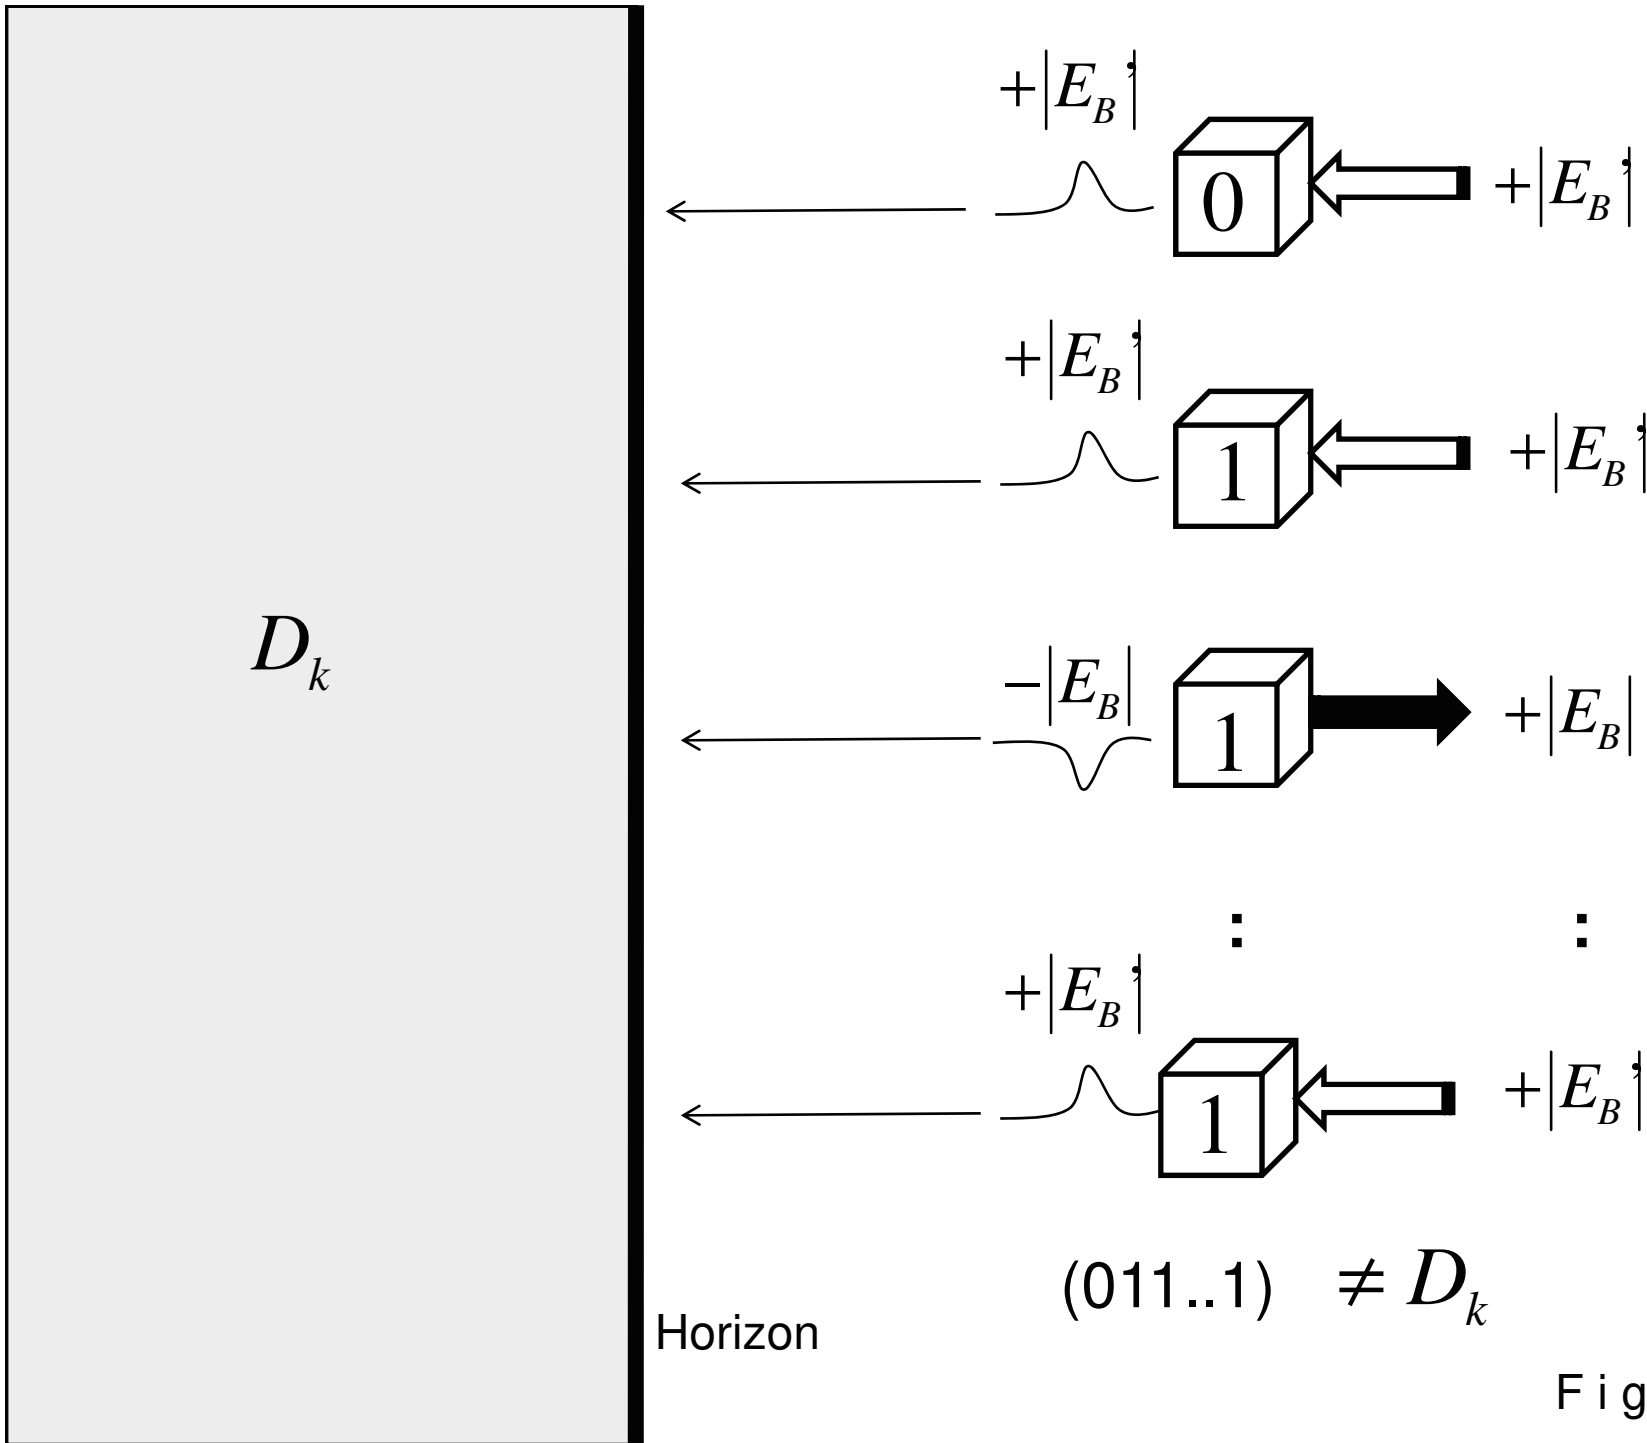 +|E_B'|
0
+|E_B'|
+|E_B'|
1
+|E_B'|
D_k
−|E_B|
1
+|E_B|
: :
+|E_B'|
1
+|E_B'|
(011..1) ≠ D_k
Horizon
Fig